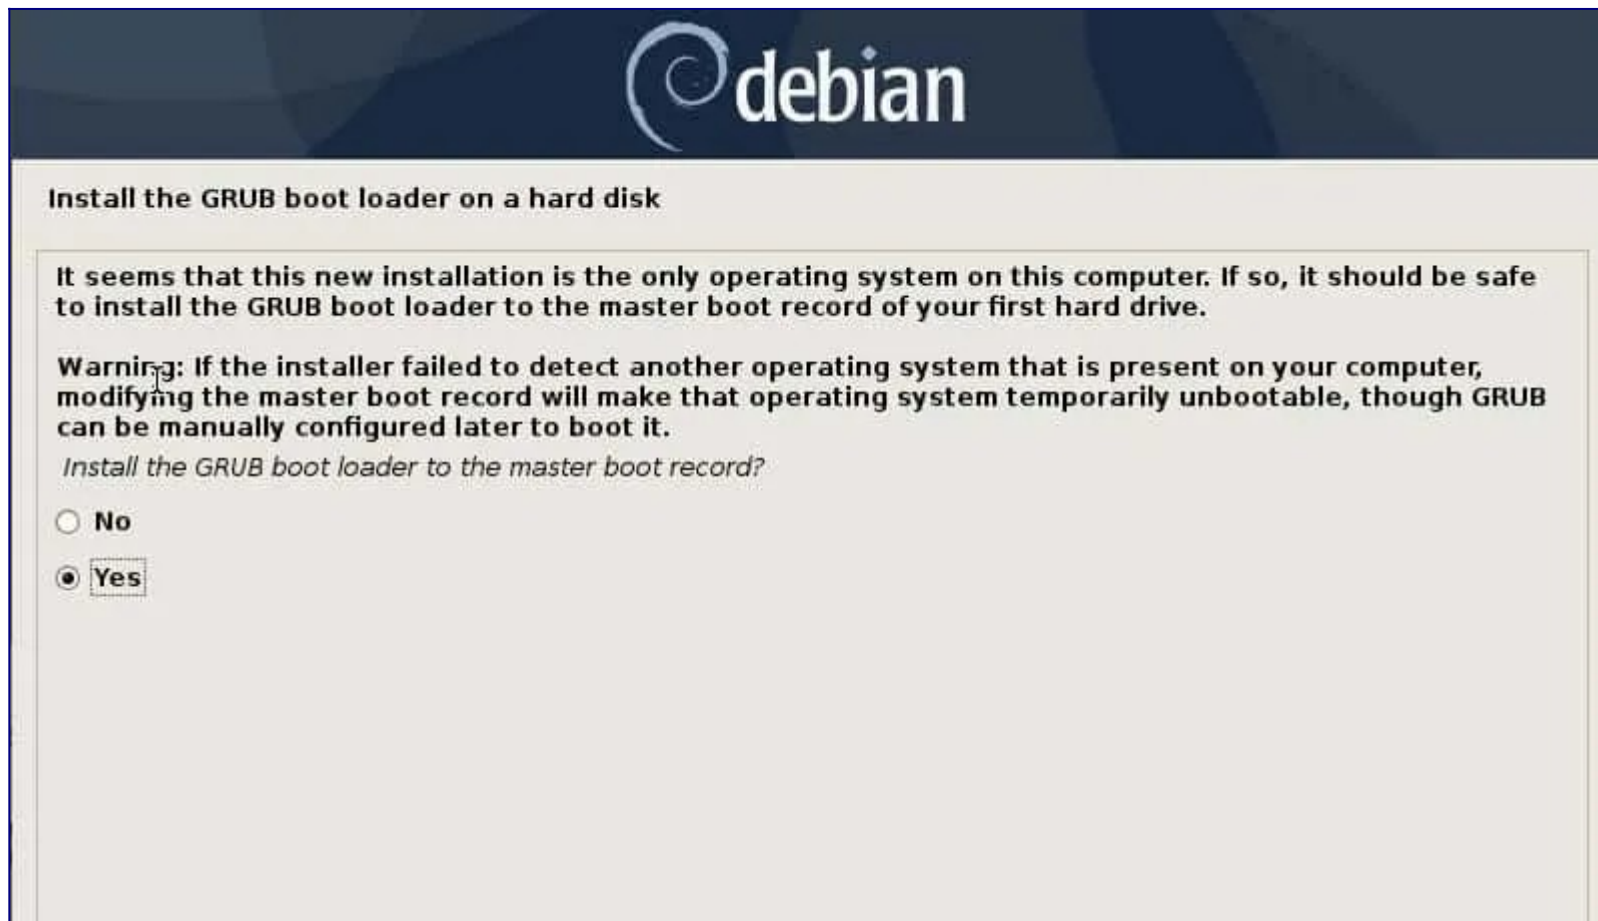 debian
Install the GRUB boot loader on a hard disk
It seems that this new installation is the only operating system on this computer. If so, it should be safe
to install the GRUB boot loader to the master boot record of your first hard drive.
Warning: If the installer failed to detect another operating system that is present on your computer,
modifying the master boot record will make that operating system temporarily unbootable, though GRUB
can be manually configured later to boot it.
Install the GRUB boot loader to the master boot record?
No
Yes